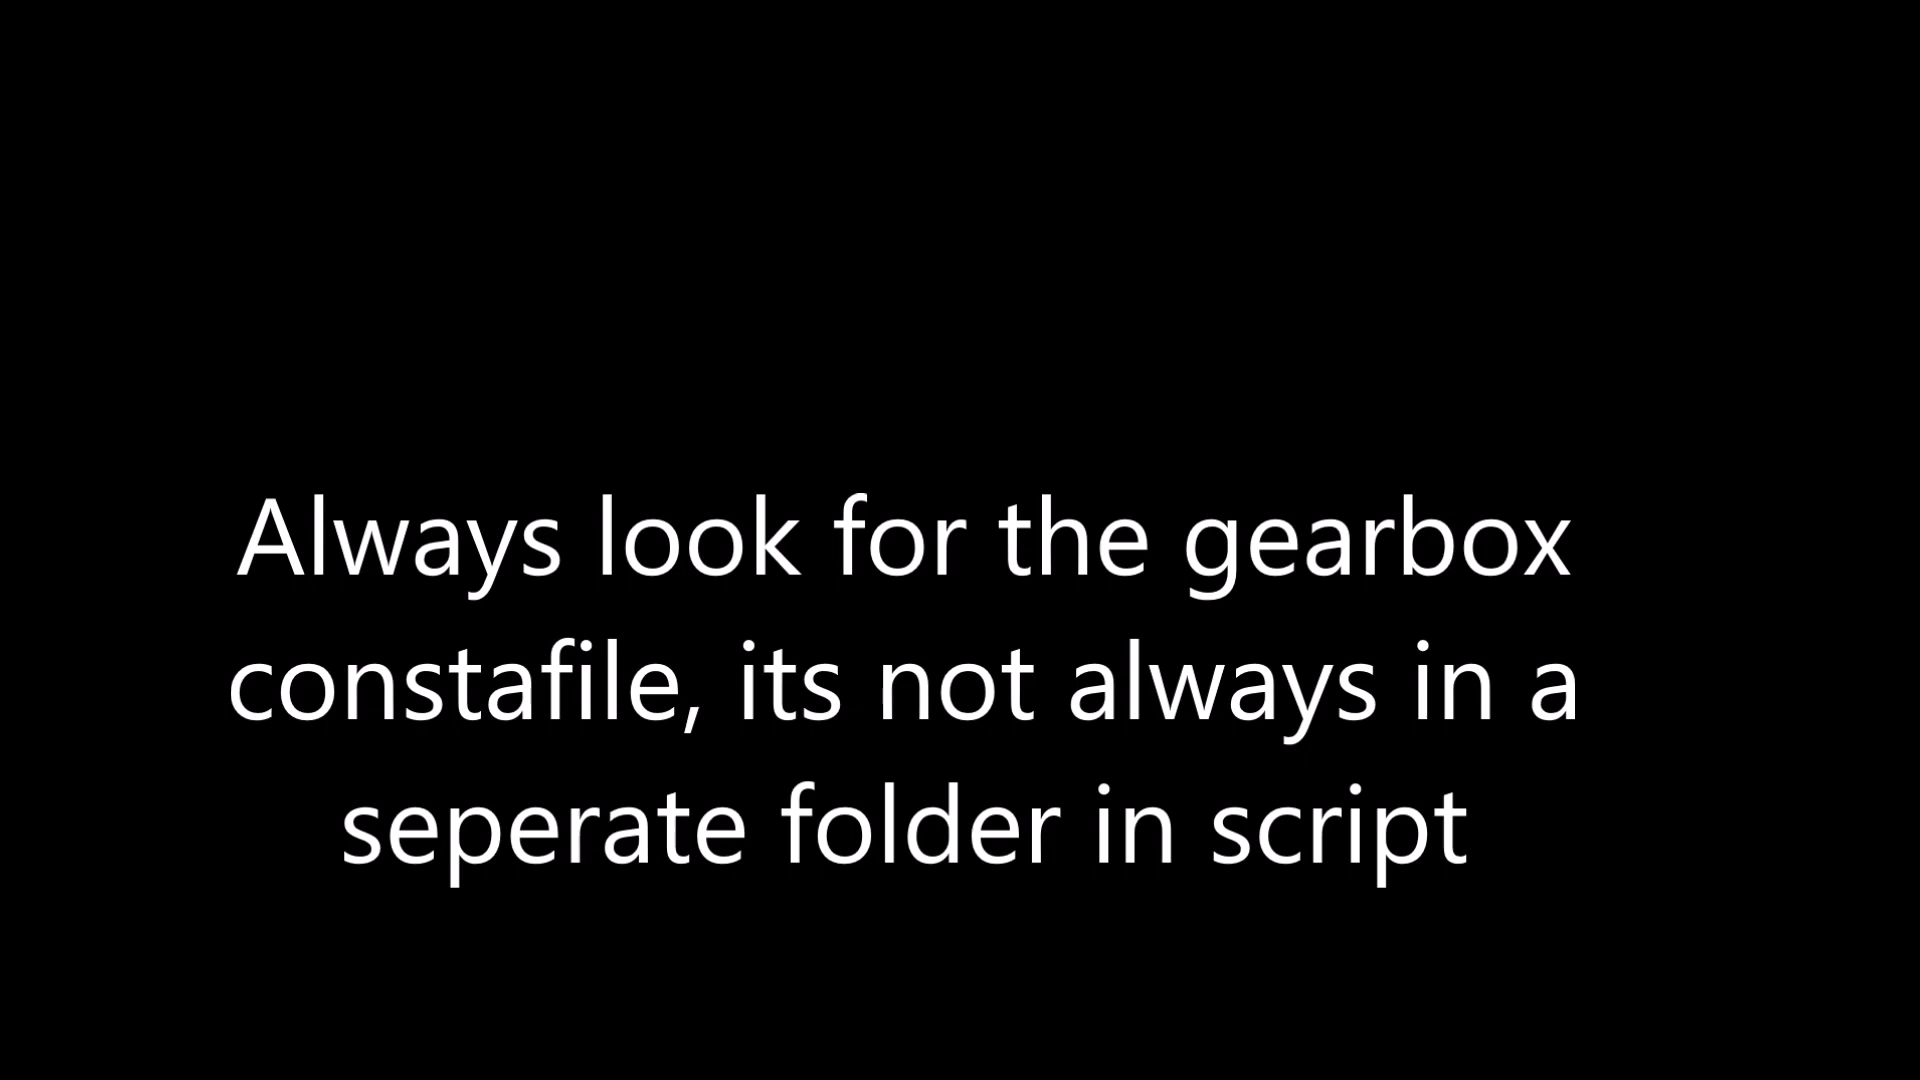 Always look for the gearbox
constafile, its not always in a
seperate folder in script